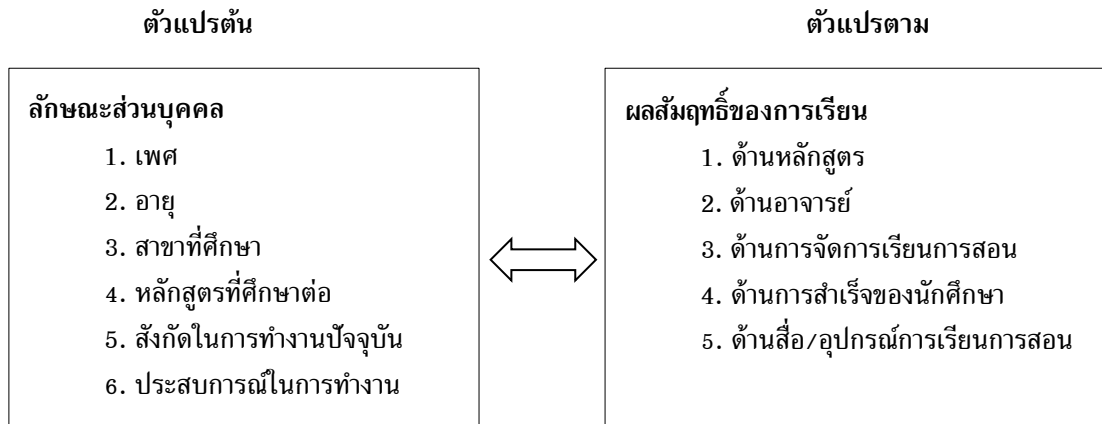 ตัวแปรต้น
ตัวแปรตาม
ลักษณะส่วนบุคคล
1. เพศ
2. อายุ
3. สาขาที่ศึกษา
4. หลักสูตรที่ศึกษาต่อ
5. สังกัดในการทำงานปัจจุบัน
6. ประสบการณ์ในการทำงาน
ผลสัมฤทธิ์ของการเรียน
1. ด้านหลักสูตร
2. ด้านอาจารย์
3. ด้านการจัดการเรียนการสอน
4. ด้านการสำเร็จของนักศึกษา
5. ด้านสื่อ/อุปกรณ์การเรียนการสอน